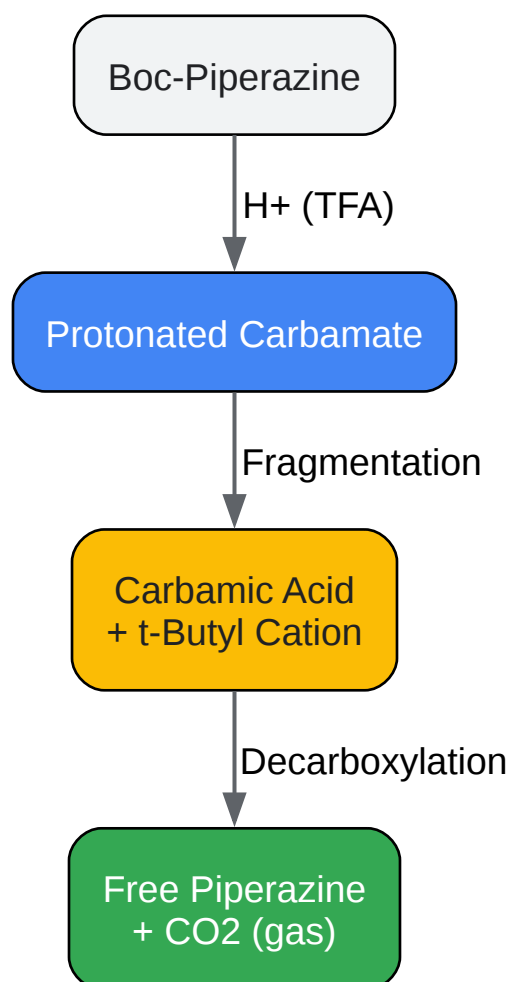 Boc-Piperazine
H+ (TFA)
Protonated Carbamate
Fragmentation
Carbamic Acid
+ t-Butyl Cation
Decarboxylation
Free Piperazine
+ CO2 (gas)